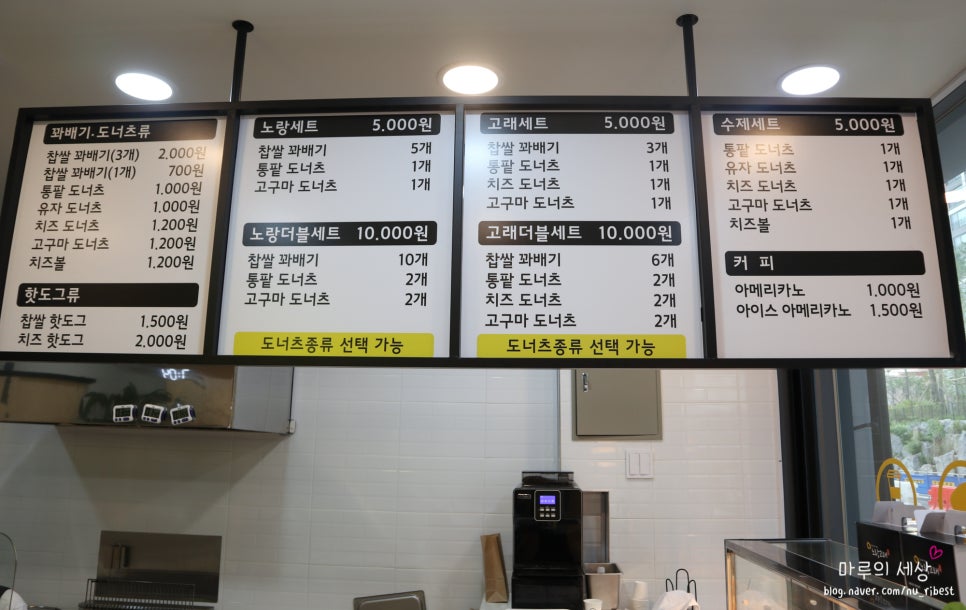 꽈배기.도너츠류
찹쌀 꽈배기(3개) 2.000원
찹쌀 꽈배기(1개) 700원
통팥 도너츠 1.000원
유자 도너츠 1.000원
치즈 도너츠 1.200원
고구마 도너츠 1.200원
치즈볼 1.200원
핫도그류
찹쌀 핫도그 1.500원
치즈 핫도그 2.000원
노랑세트 5.000원
찹쌀 꽈배기 5개
통팥 도너츠 1개
고구마 도너츠 1개
노랑더블세트 10.000원
찹쌀 꽈배기 10개
통팥 도너츠 2개
고구마 도너츠 2개
도너츠종류 선택 가능
고래세트 5.000원
찹쌀 꽈배기 3개
통팥 도너츠 1개
치즈 도너츠 1개
고구마 도너츠 1개
고래더블세트 10.000원
찹쌀 꽈배기 6개
통팥 도너츠 2개
치즈 도너츠 2개
고구마 도너츠 2개
도너츠종류 선택 가능
수제세트 5.000원
통팥 도너츠 1개
유자 도너츠 1개
치즈 도너츠 1개
고구마 도너츠 1개
치즈볼 1개
커 피
아메리카노 1.000원
아이스 아메리카노 1.500원
마루의 세상
blog.naver.com/nu_ribest